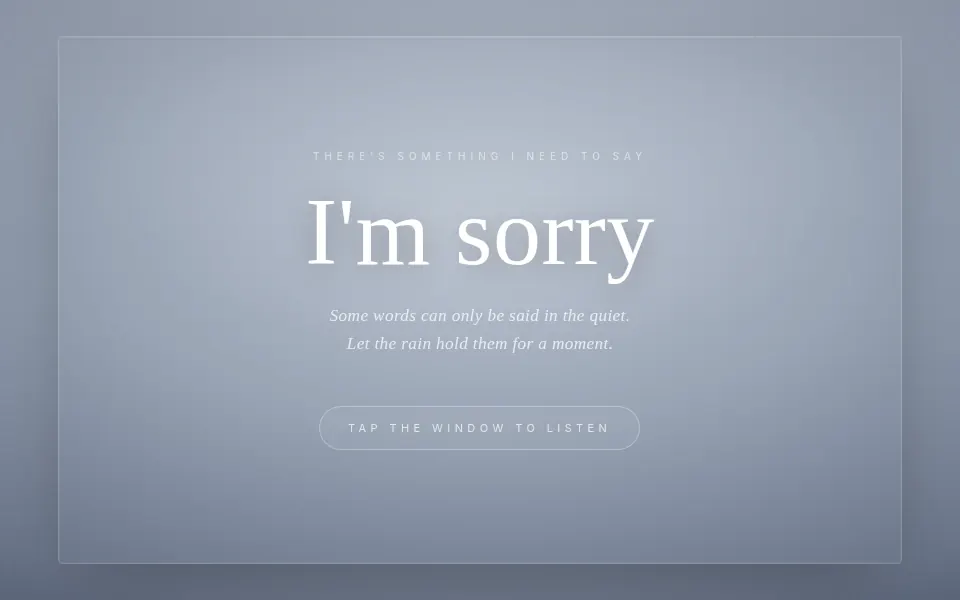 THERE'S SOMETHING I NEED TO SAY
I'm sorry
Some words can only be said in the quiet.
Let the rain hold them for a moment.
TAP THE WINDOW TO LISTEN